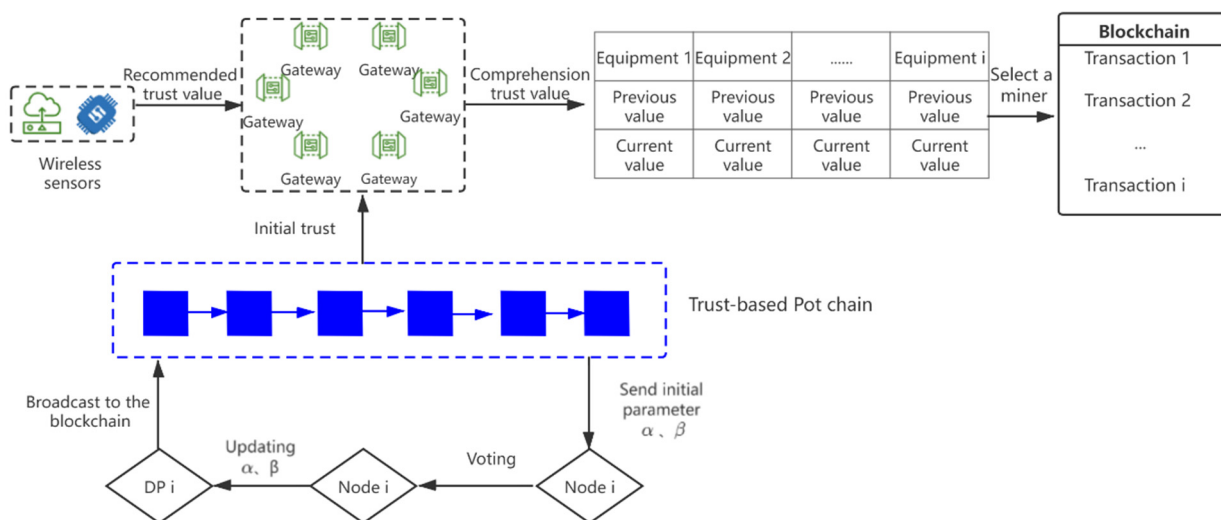 Wireless
sensors
Recommended
trust value
Gateway
Gateway
Gateway
Gateway
Gateway
Gateway
Comprehension
trust value
Equipment 1
Equipment 2
......
Equipment i
Previous
value
Previous
value
Previous
value
Previous
value
Current
value
Current
value
Current
value
Current
value
Select a
miner
Blockchain
Transaction 1
Transaction 2
...
Transaction i
Initial trust
Trust-based Pot chain
Send initial
parameter
α 、 β
Node i
Voting
Node i
Updating
α、β
DP i
Broadcast to the
blockchain